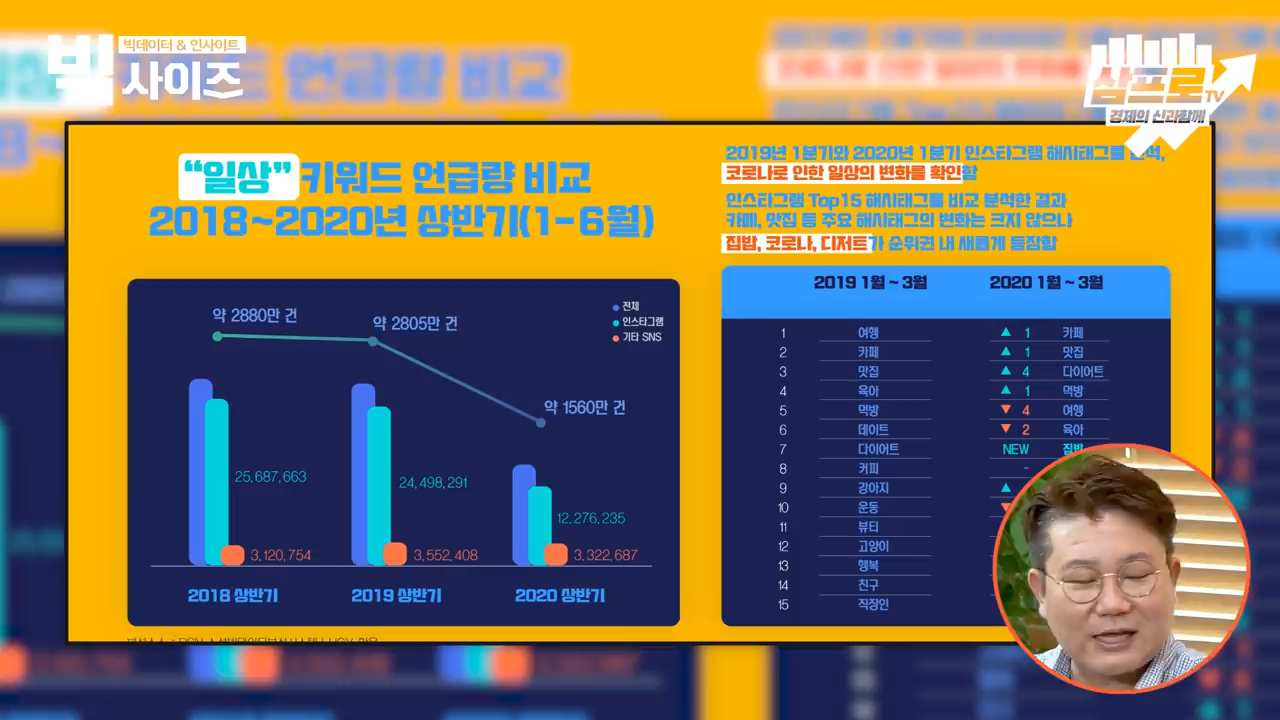 빅데이터 & 인사이트
빅
사이즈
삼프로TV
경제의 신과함께
“일상” 키워드 언급량 비교
2018~2020년 상반기(1-6월)
약 2880만 건
약 2805만 건
약 1560만 건
전체
인스타그램
기타 SNS
25,687,663
24,498,291
12,276,235
3,120,754
3,552,408
3,322,687
2018 상반기
2019 상반기
2020 상반기
2019년 1분기와 2020년 1분기 인스타그램 해시태그를
코로나로 인한 일상의 변화를 확인함
인스타그램 Top15 해시태그를 비교 분석한 결과
카페, 맛집 등 주요 해시태그의 변화는 크지 않으나
집밥, 코로나, 디저트가 순위권 내 새롭게 등장함
2019 1월 ~ 3월 2020 1월 ~ 3월
1 여행 ▲ 1 카페
2 카페 ▲ 1 맛집
3 맛집 ▲ 4 다이어트
4 육아 ▲ 1 먹방
5 먹방 ▼ 4 여행
6 데이트 ▼ 2 육아
7 다이어트 NEW 집밥
8 커피 -
9 강아지 ▲
10 운동 ▼
11 뷰티
12 고양이
13 행복
14 친구
15 직장인